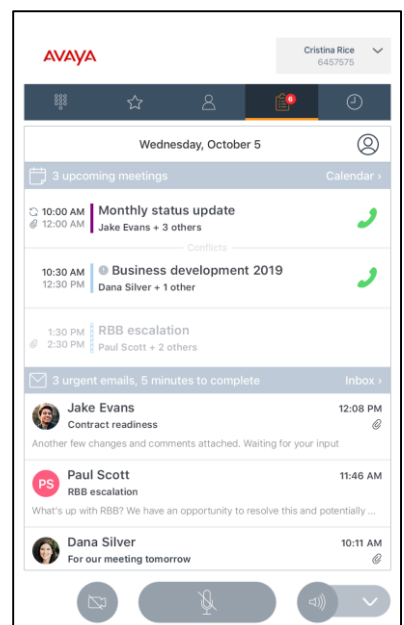 AVAYA
Cristina Rice
6457575
6
Wednesday, October 5
3 upcoming meetings Calendar ›
10:00 AM Monthly status update
12:00 AM Jake Evans + 3 others
Conflicts
10:30 AM Business development 2019
12:30 PM Dana Silver + 1 other
1:30 PM RBB escalation
2:30 PM Paul Scott + 2 others
3 urgent emails, 5 minutes to complete Inbox ›
Jake Evans 12:08 PM
Contract readiness
Another few changes and comments attached. Waiting for your input
PS Paul Scott 11:46 AM
RBB escalation
What's up with RBB? We have an opportunity to resolve this and potentially ...
Dana Silver 10:11 AM
For our meeting tomorrow